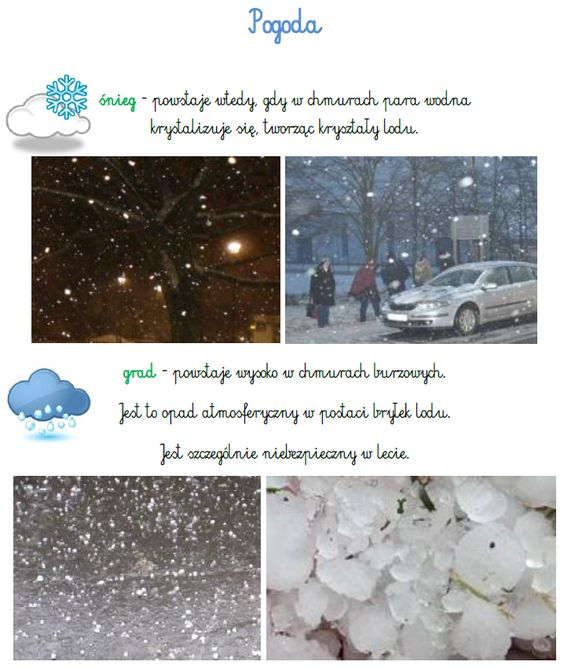 Pogoda
śnieg - powstaje wtedy, gdy w chmurach para wodna
krystalizuje się, tworząc kryształy lodu.
grad - powstaje wysoko w chmurach burzowych.
Jest to opad atmosferyczny w postaci bryłek lodu.
Jest szczególnie niebezpieczny w lecie.